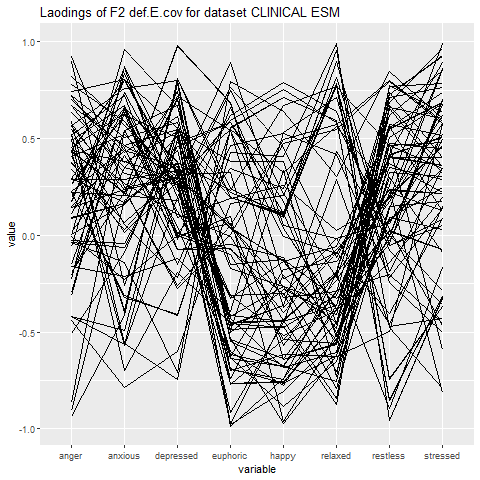 Laodings of F2 def.E.cov for dataset CLINICAL ESM
1.0
0.5
0.0
-0.5
-1.0
value
anger anxious depressed euphoric happy relaxed restless stressed
variable